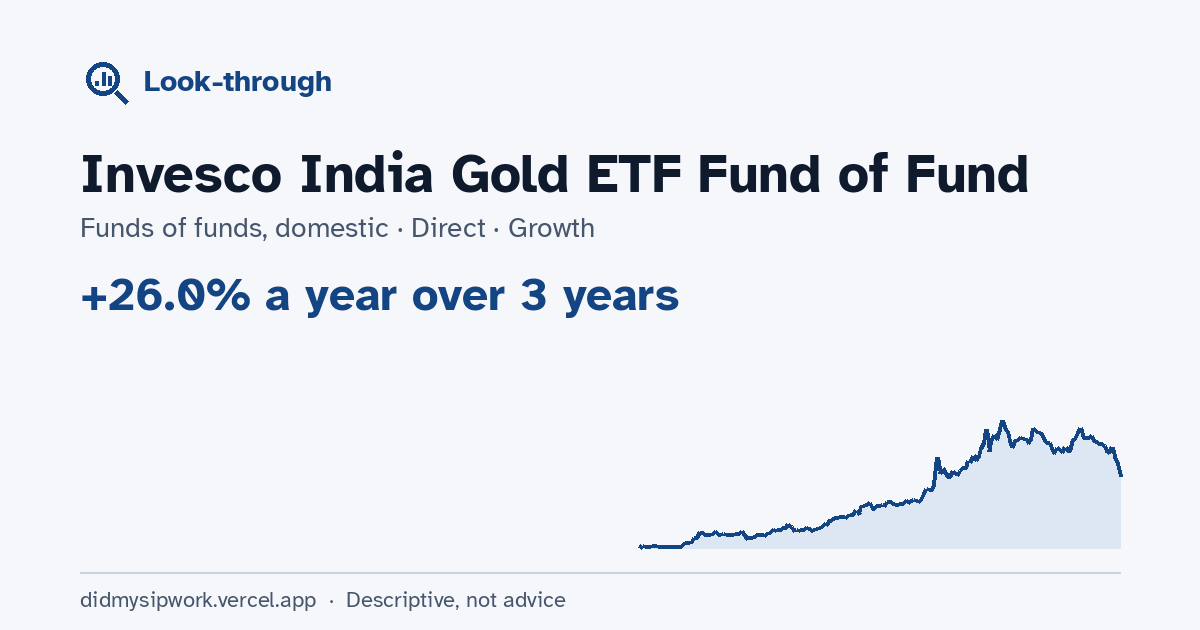 Look-through
Invesco India Gold ETF Fund of Fund
Funds of funds, domestic · Direct · Growth
+26.0% a year over 3 years
didmysipwork.vercel.app · Descriptive, not advice